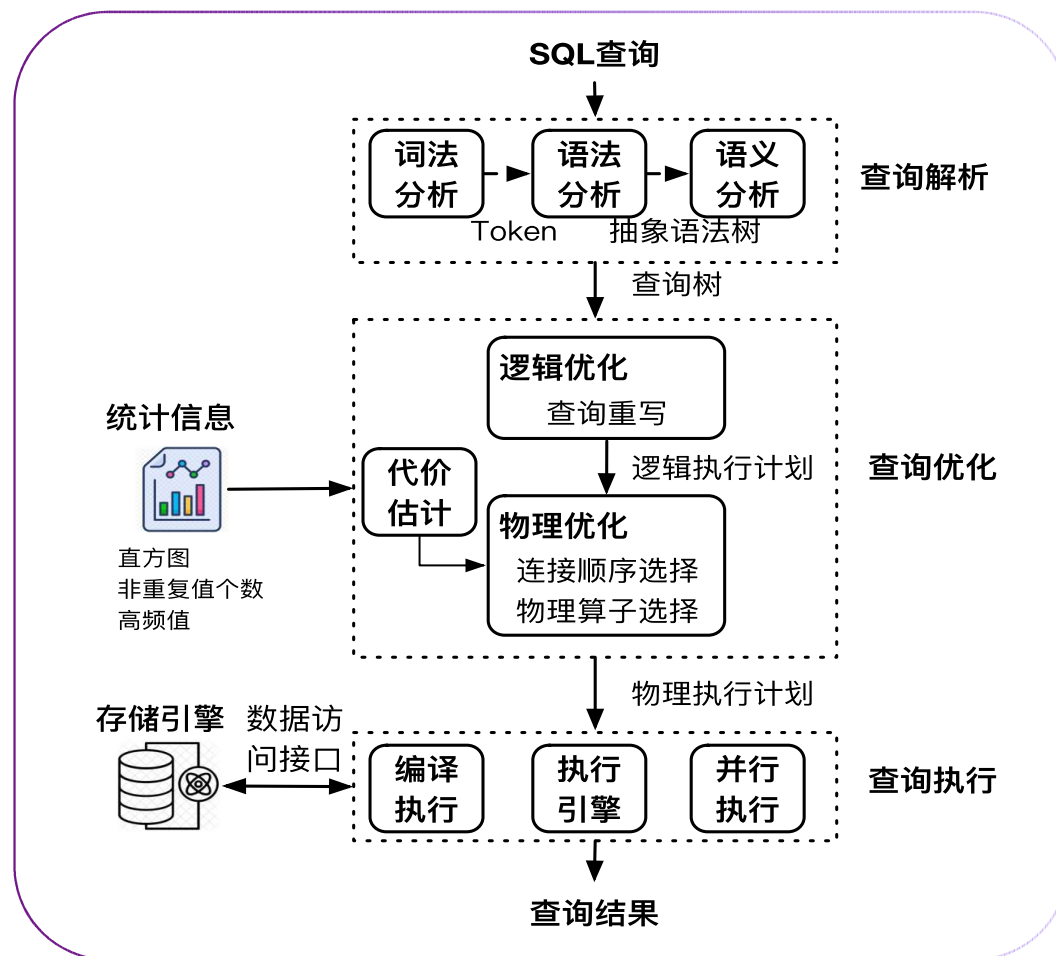 SQL查询
词法
分析
语法
分析
语义
分析
查询解析
Token
抽象语法树
查询树
逻辑优化
查询重写
统计信息
代价
估计
逻辑执行计划
查询优化
物理优化
连接顺序选择
物理算子选择
直方图
非重复值个数
高频值
物理执行计划
存储引擎
数据访
问接口
编译
执行
执行
引擎
并行
执行
查询执行
查询结果